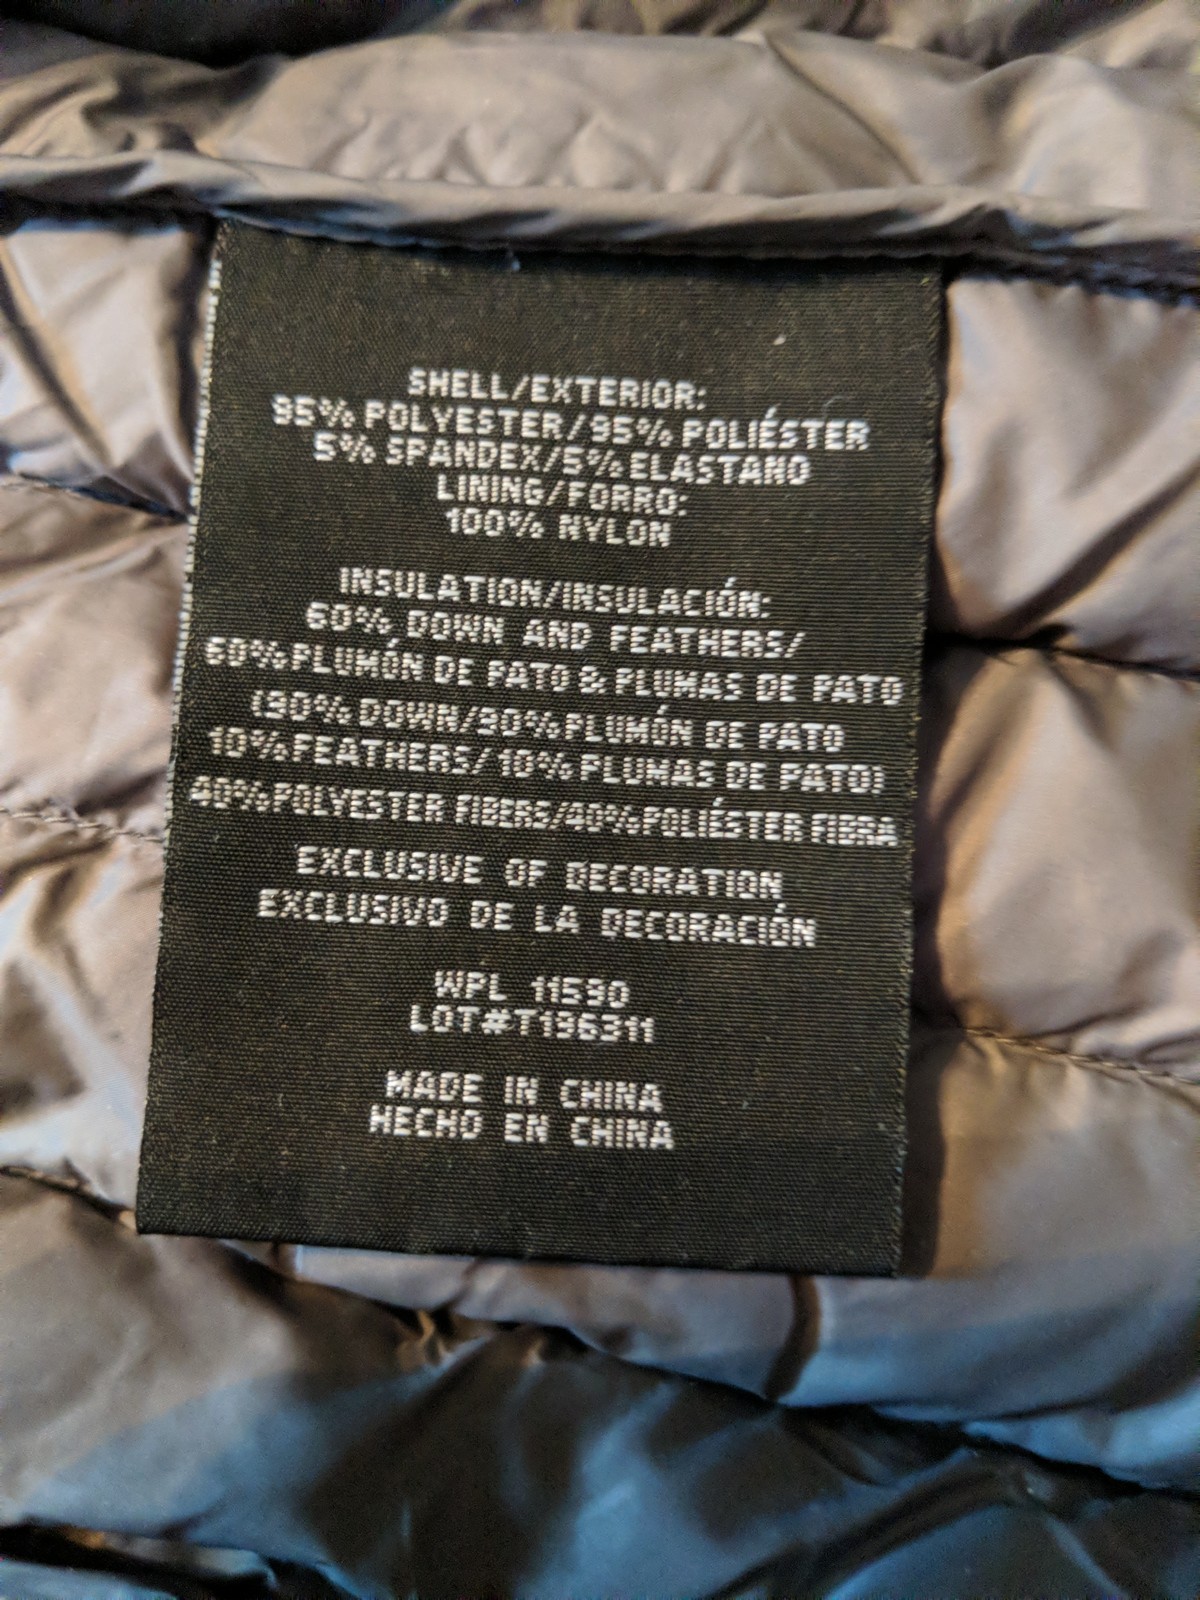 SHELL/EXTERIOR:
95% POLYESTER/95% POLIÉSTER
5% SPANDEX/5% ELASTANO
LINING/FORRO:
100% NYLON
INSULATION/INSULACIÓN:
60% DOWN AND FEATHERS/
60% PLUMÓN DE PATO & PLUMAS DE PATO
(90% DOWN/90% PLUMÓN DE PATO
10% FEATHERS/10% PLUMAS DE PATO)
40% POLYESTER FIBERS/40% POLIÉSTER FIBRA
EXCLUSIVE OF DECORATION
EXCLUSIVO DE LA DECORACIÓN
WPL 11590
LOT#T196311
MADE IN CHINA
HECHO EN CHINA